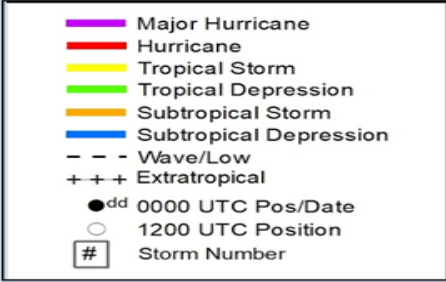 Major Hurricane
Hurricane
Tropical Storm
Tropical Depression
Subtropical Storm
Subtropical Depression
Wave/Low
+++ Extratropical
dd 0000 UTC Pos/Date
1200 UTC Position
# Storm Number